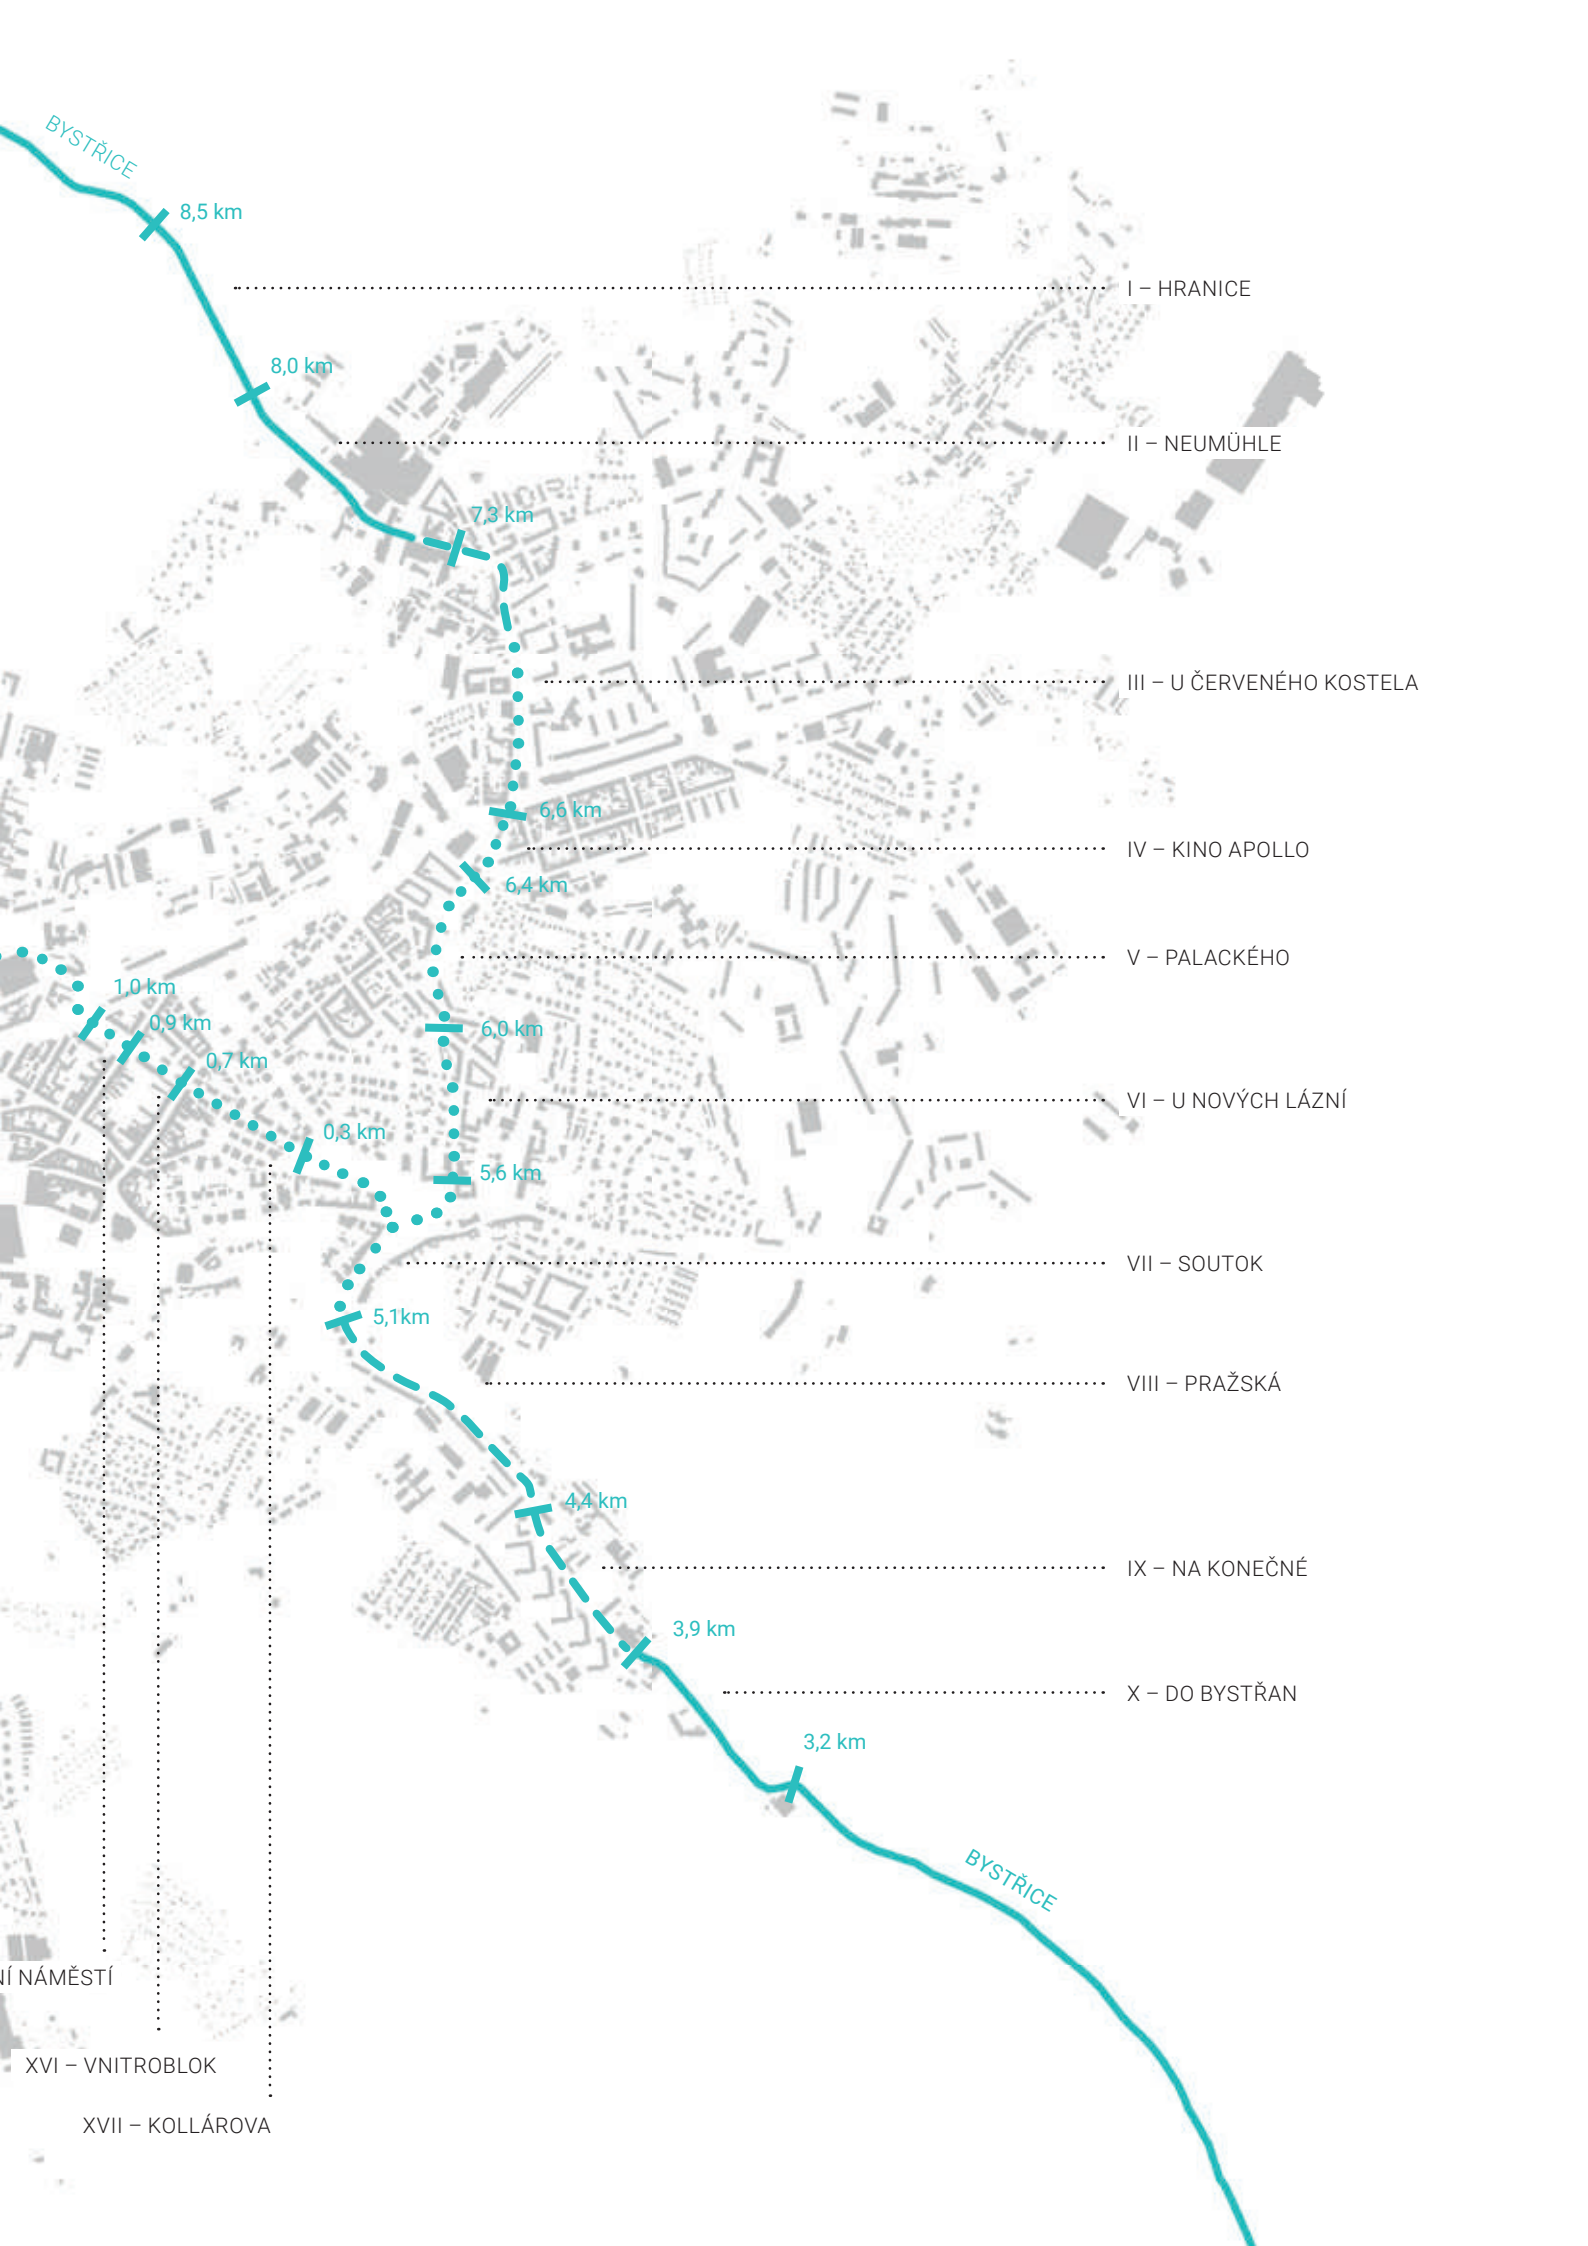 BYSTŘICE
8,5 km
I – HRANICE
8,0 km
II – NEUMÜHLE
7,3 km
III – U ČERVENÉHO KOSTELA
6,6 km
IV – KINO APOLLO
6,4 km
V – PALACKÉHO
1,0 km
0,9 km
6,0 km
0,7 km
VI – U NOVÝCH LÁZNÍ
0,3 km
5,6 km
VII – SOUTOK
5,1km
VIII – PRAŽSKÁ
4,4 km
IX – NA KONEČNÉ
3,9 km
X – DO BYSTŘAN
3,2 km
BYSTŘICE
NÍ NÁMĚSTÍ
XVI – VNITROBLOK
XVII – KOLLÁROVA